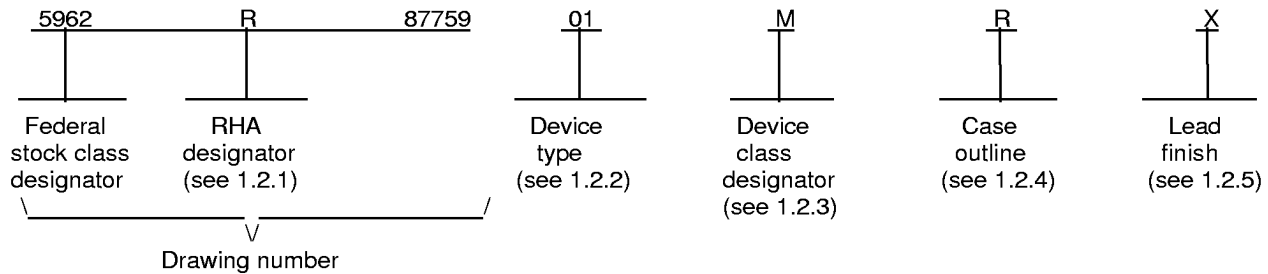 5962 R 87759 01 M R X
Federal RHA Device Device Case Lead
stock class designator type class outline finish
designator (see 1.2.1) (see 1.2.2) designator (see 1.2.4) (see 1.2.5)
(see 1.2.3)
Drawing number